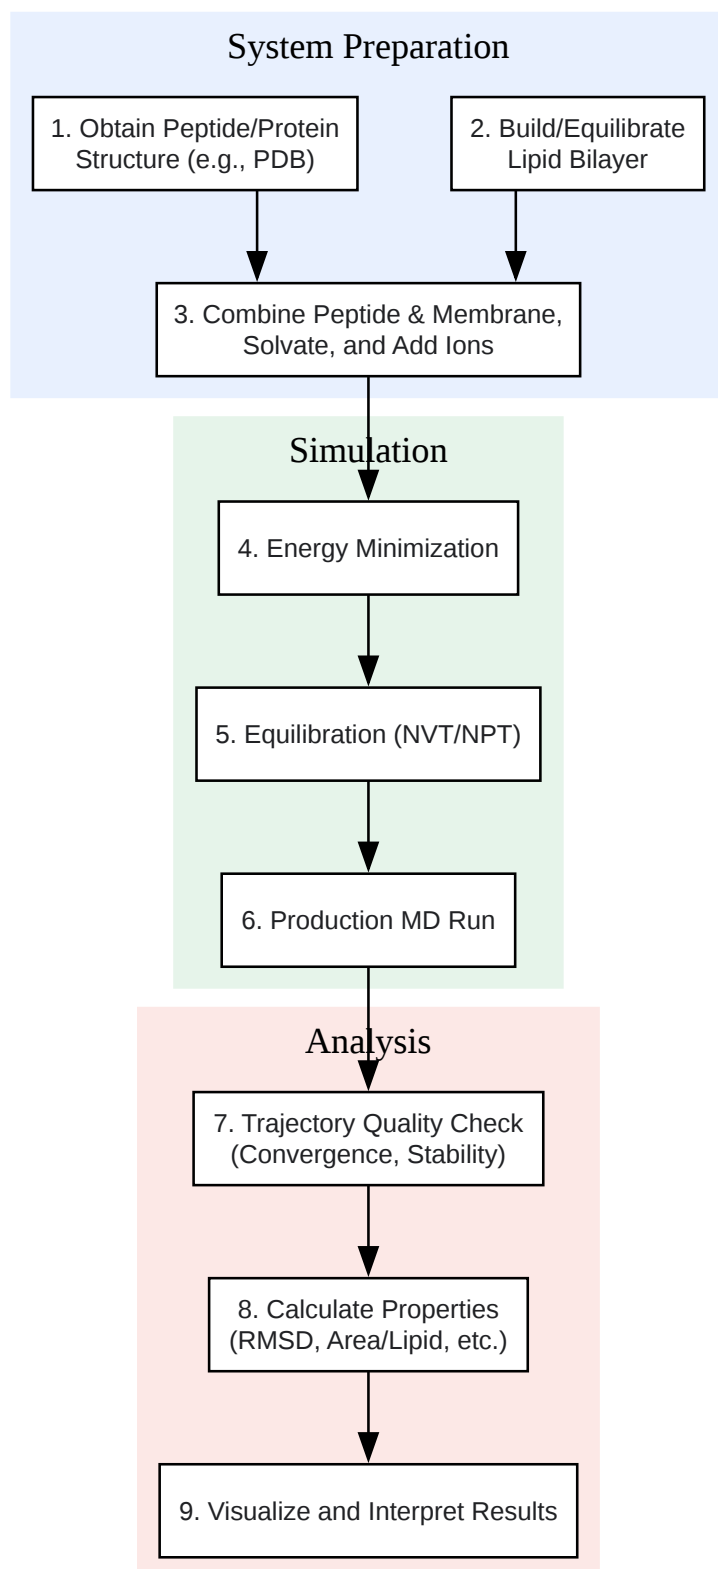 System Preparation
1. Obtain Peptide/Protein
Structure (e.g., PDB)
2. Build/Equilibrate
Lipid Bilayer
3. Combine Peptide & Membrane,
Solvate, and Add Ions
Simulation
4. Energy Minimization
5. Equilibration (NVT/NPT)
6. Production MD Run
Analysis
7. Trajectory Quality Check
(Convergence, Stability)
8. Calculate Properties
(RMSD, Area/Lipid, etc.)
9. Visualize and Interpret Results